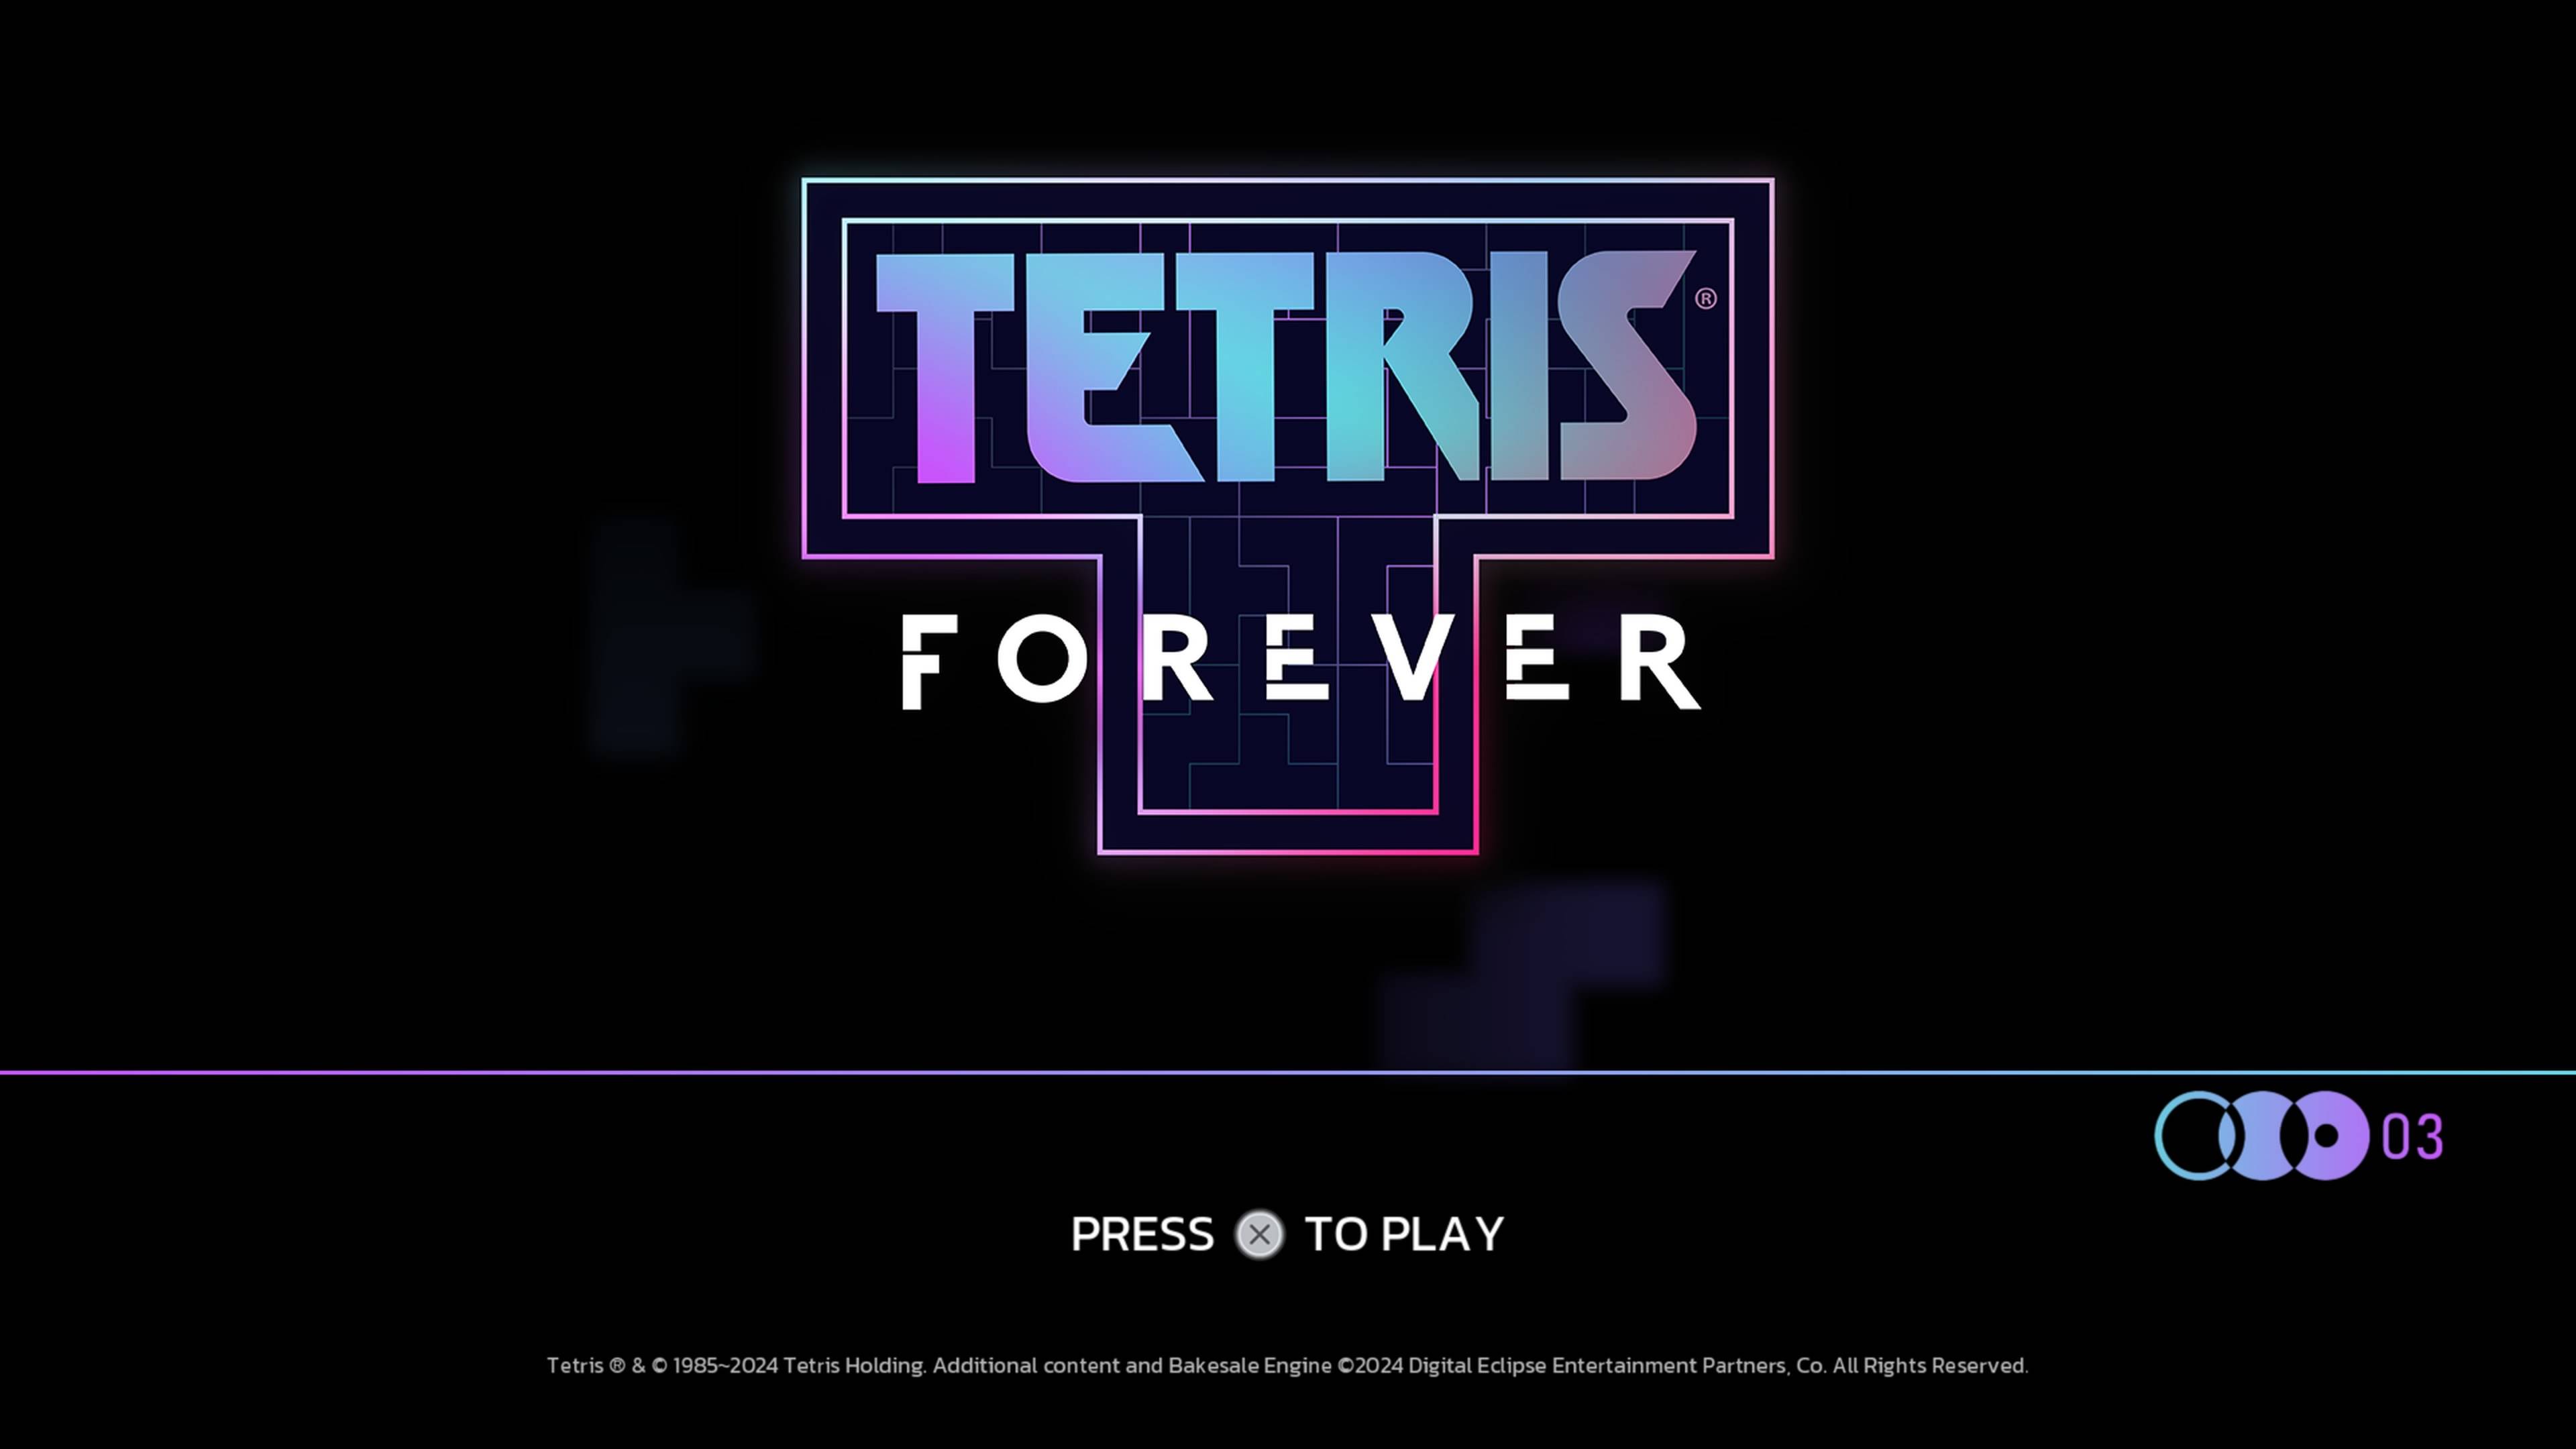 TETRIS®
FOREVER
03
PRESS ⓧ TO PLAY
Tetris ® & © 1985~2024 Tetris Holding. Additional content and Bakesale Engine ©2024 Digital Eclipse Entertainment Partners, Co. All Rights Reserved.